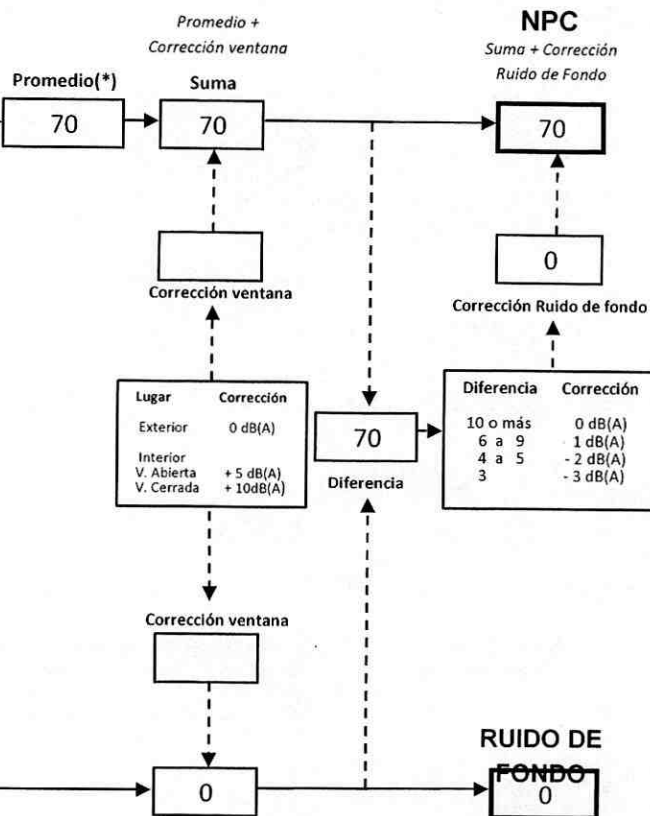 Promedio +
Corrección ventana
NPC
Suma + Corrección
Ruido de Fondo
Promedio(*)
Suma
70
70
70
0
Corrección ventana
Corrección Ruido de fondo
Lugar Corrección
Exterior 0 dB(A)
Interior
V. Abierta + 5 dB(A)
V. Cerrada + 10dB(A)
70
Diferencia
Diferencia Corrección
10 o más 0 dB(A)
6 a 9 - 1 dB(A)
4 a 5 - 2 dB(A)
3 - 3 dB(A)
Corrección ventana
RUIDO DE
FONDO
0
0